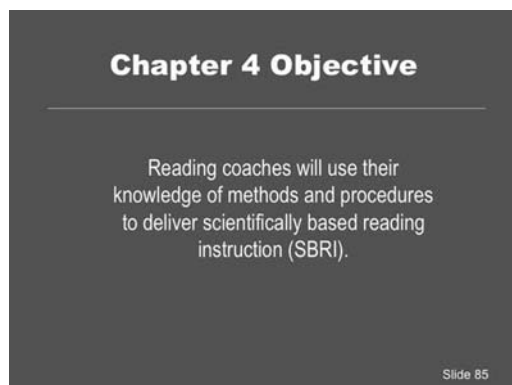 Chapter 4 Objective
Reading coaches will use their
knowledge of methods and procedures
to deliver scientifically based reading
instruction (SBRI).
Slide 85